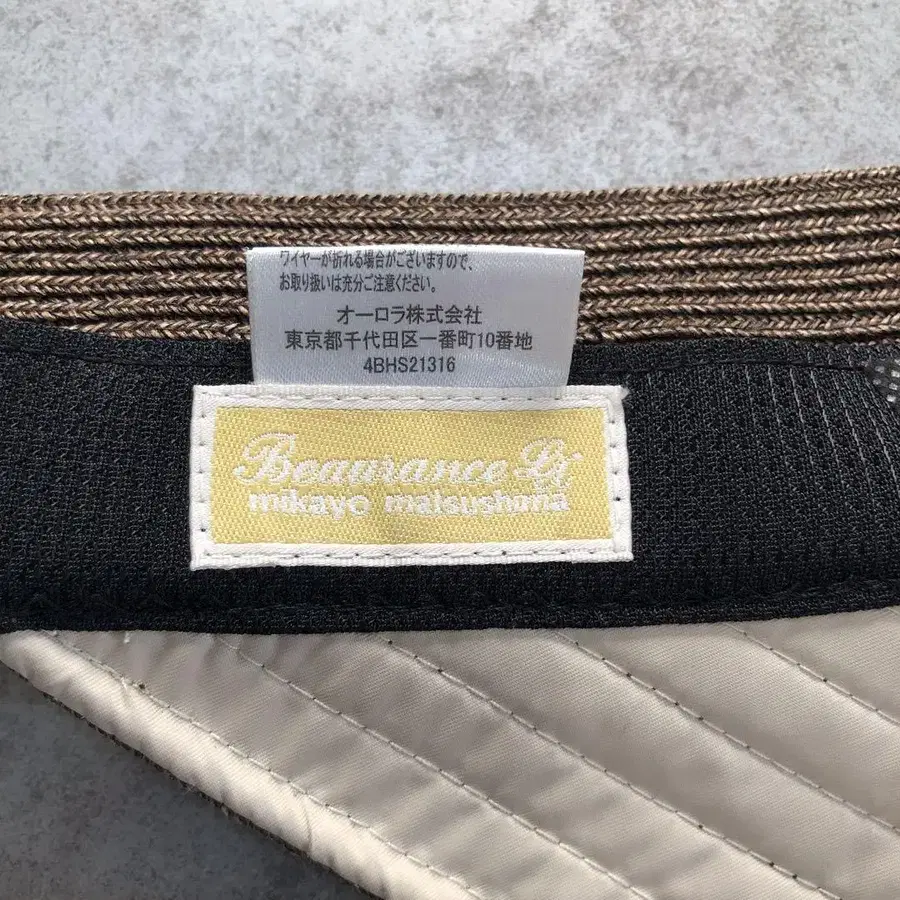 ワイヤーが折れる場合がございますので、
お取り扱いは充分ご注意ください。
オーロラ株式会社
東京都千代田区一番町10番地
4BHS21316
Beaurance By
mikayo matsushona